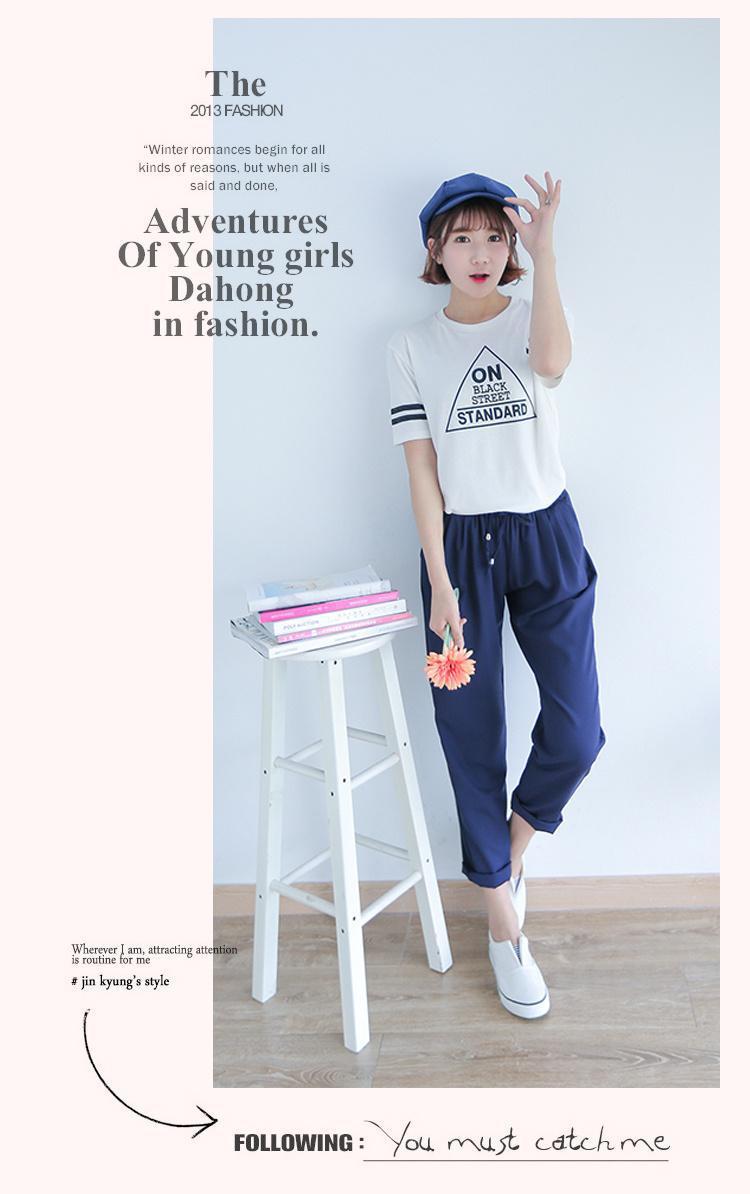 The
2013 FASHION
“Winter romances begin for all
kinds of reasons, but when all is
said and done,
Adventures
Of Young girls
Dahong
in fashion.
ON
BLACK
STREET
STANDARD
Wherever I am, attracting attention
is routine for me
# jin kyung's style
FOLLOWING : You must catch me